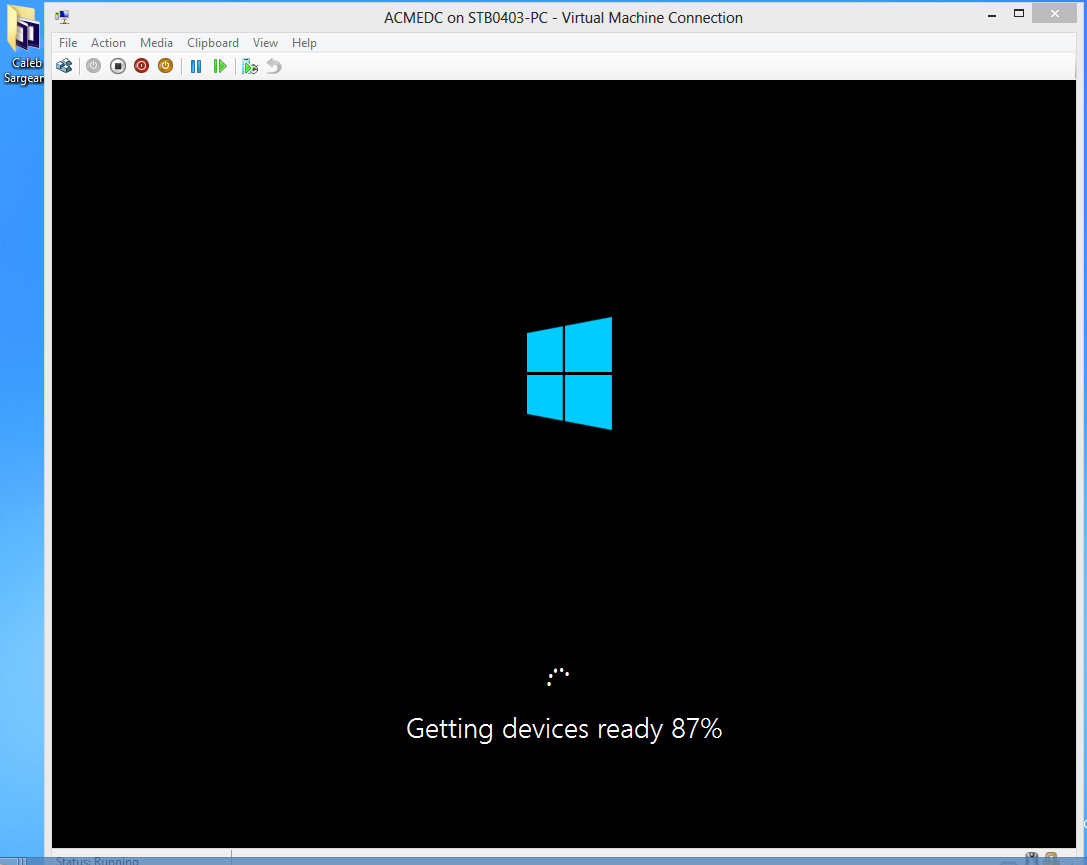 ACMEDC on STB0403-PC - Virtual Machine Connection
File Action Media Clipboard View Help
Caleb
Sargean
Getting devices ready 87%
Status: Running